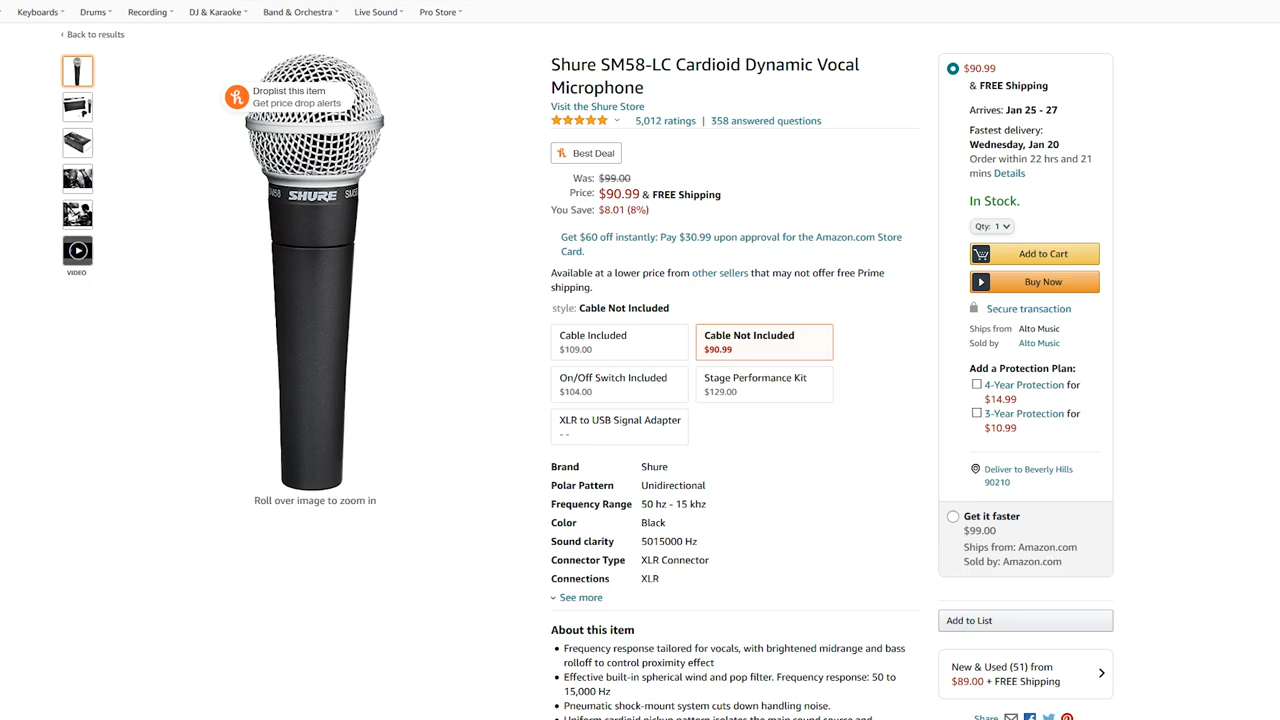 Keyboards
Drums
Recording
DJ & Karaoke
Band & Orchestra
Live Sound
Pro Store
‹ Back to results
VIDEO
Droplist this item
Get price drop alerts
SM58 SHURE
Roll over image to zoom in
Shure SM58-LC Cardioid Dynamic Vocal
Microphone
Visit the Shure Store
5,012 ratings | 358 answered questions
Best Deal
Was: $99.00
Price: $90.99 & FREE Shipping
You Save: $8.01 (8%)
Get $60 off instantly: Pay $30.99 upon approval for the Amazon.com Store
Card.
Available at a lower price from other sellers that may not offer free Prime
shipping.
style: Cable Not Included
Cable Included
$109.00
Cable Not Included
$90.99
On/Off Switch Included
$104.00
Stage Performance Kit
$129.00
XLR to USB Signal Adapter
- -
Brand Shure
Polar Pattern Unidirectional
Frequency Range 50 hz - 15 khz
Color Black
Sound clarity 5015000 Hz
Connector Type XLR Connector
Connections XLR
See more
About this item
• Frequency response tailored for vocals, with brightened midrange and bass
rolloff to control proximity effect
• Effective built-in spherical wind and pop filter. Frequency response: 50 to
15,000 Hz
• Pneumatic shock-mount system cuts down handling noise.
• Uniform cardioid pickup pattern isolates the main sound source and
$90.99
& FREE Shipping
Arrives: Jan 25 - 27
Fastest delivery:
Wednesday, Jan 20
Order within 22 hrs and 21
mins Details
In Stock.
Qty: 1
Add to Cart
Buy Now
Secure transaction
Ships from Alto Music
Sold by Alto Music
Add a Protection Plan:
4-Year Protection for
$14.99
3-Year Protection for
$10.99
Deliver to Beverly Hills
90210
Get it faster
$99.00
Ships from: Amazon.com
Sold by: Amazon.com
Add to List
New & Used (51) from
$89.00 + FREE Shipping
Share